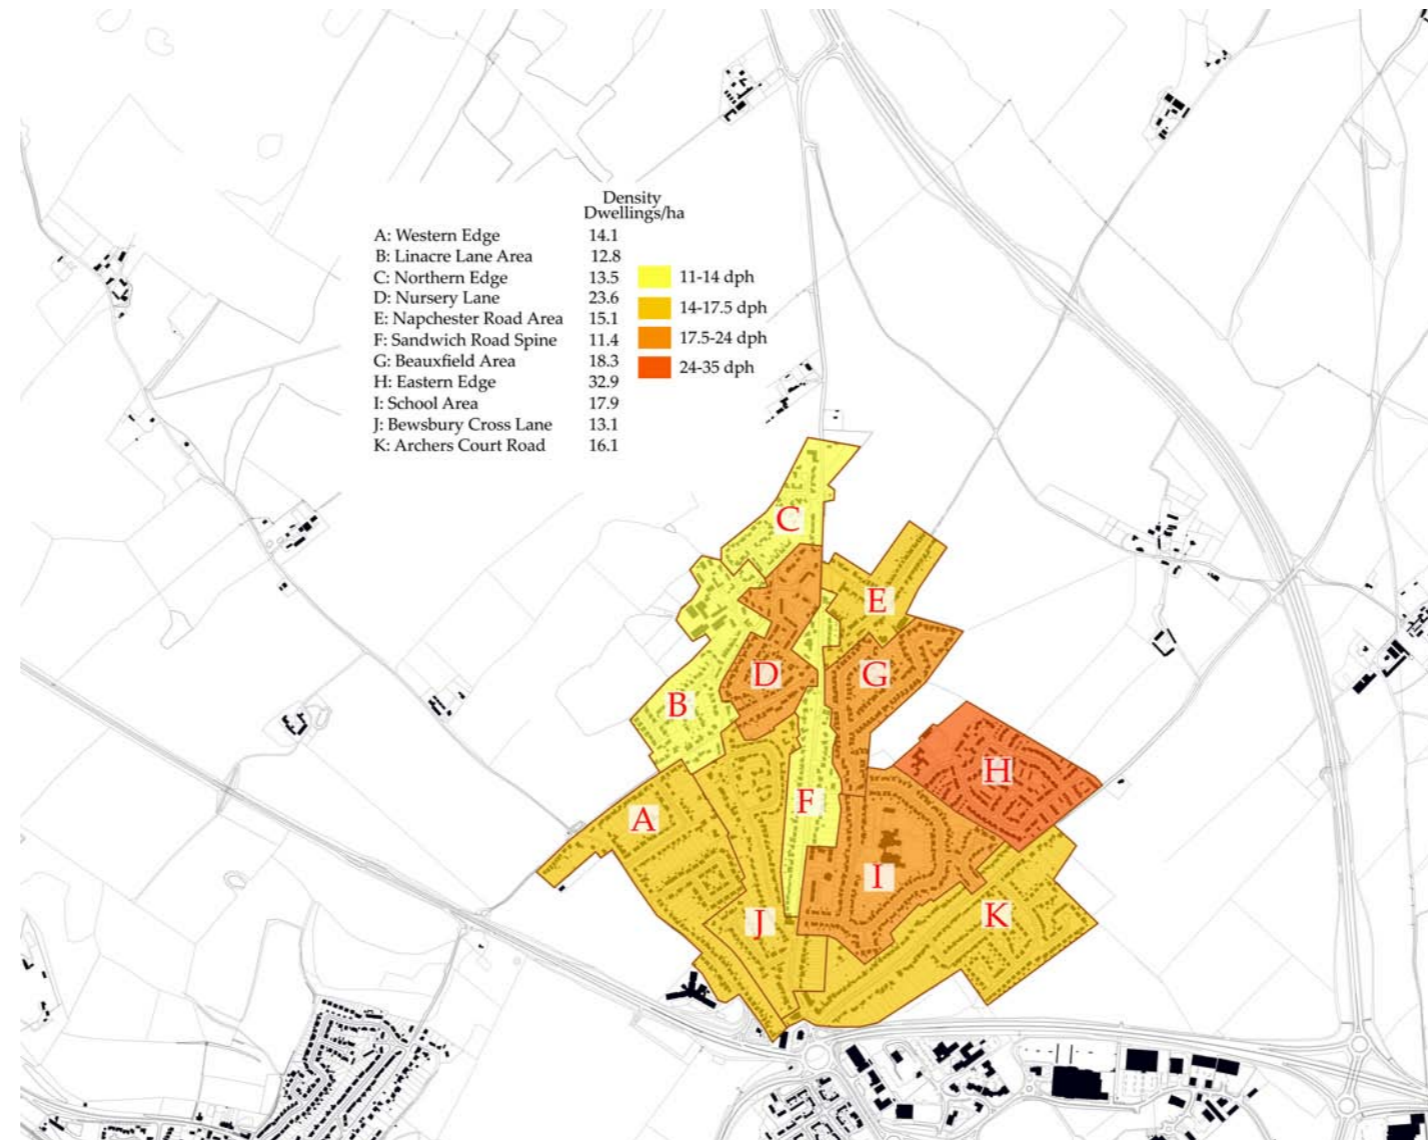 Density
Dwellings/ha
A: Western Edge 14.1
B: Linacre Lane Area 12.8
C: Northern Edge 13.5
D: Nursery Lane 23.6
E: Napchester Road Area 15.1
F: Sandwich Road Spine 11.4
G: Beauxfield Area 18.3
H: Eastern Edge 32.9
I: School Area 17.9
J: Bewsbury Cross Lane 13.1
K: Archers Court Road 16.1
11-14 dph
14-17.5 dph
17.5-24 dph
24-35 dph
C
E
D
G
B
H
F
A
I
K
J